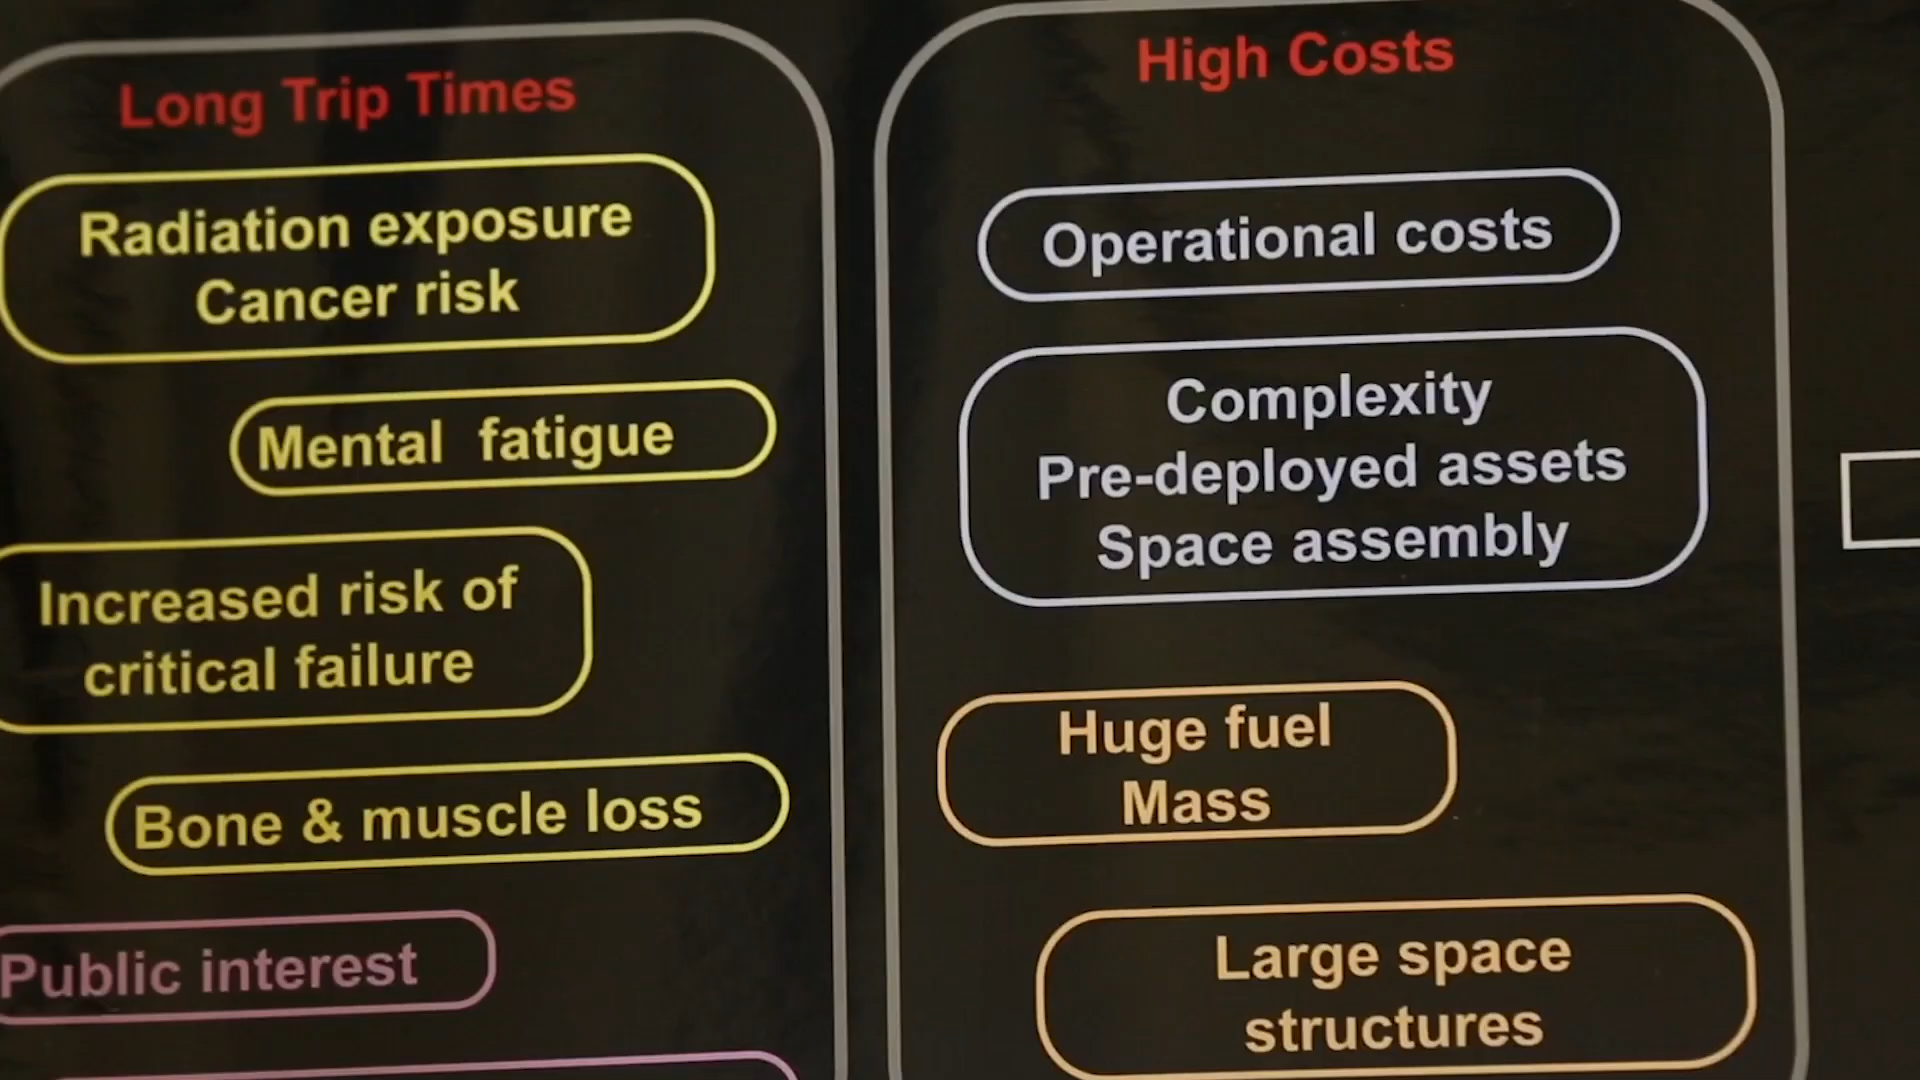 Long Trip Times
Radiation exposure
Cancer risk
Mental fatigue
Increased risk of
critical failure
Bone & muscle loss
Public interest
High Costs
Operational costs
Complexity
Pre-deployed assets
Space assembly
Huge fuel
Mass
Large space
structures